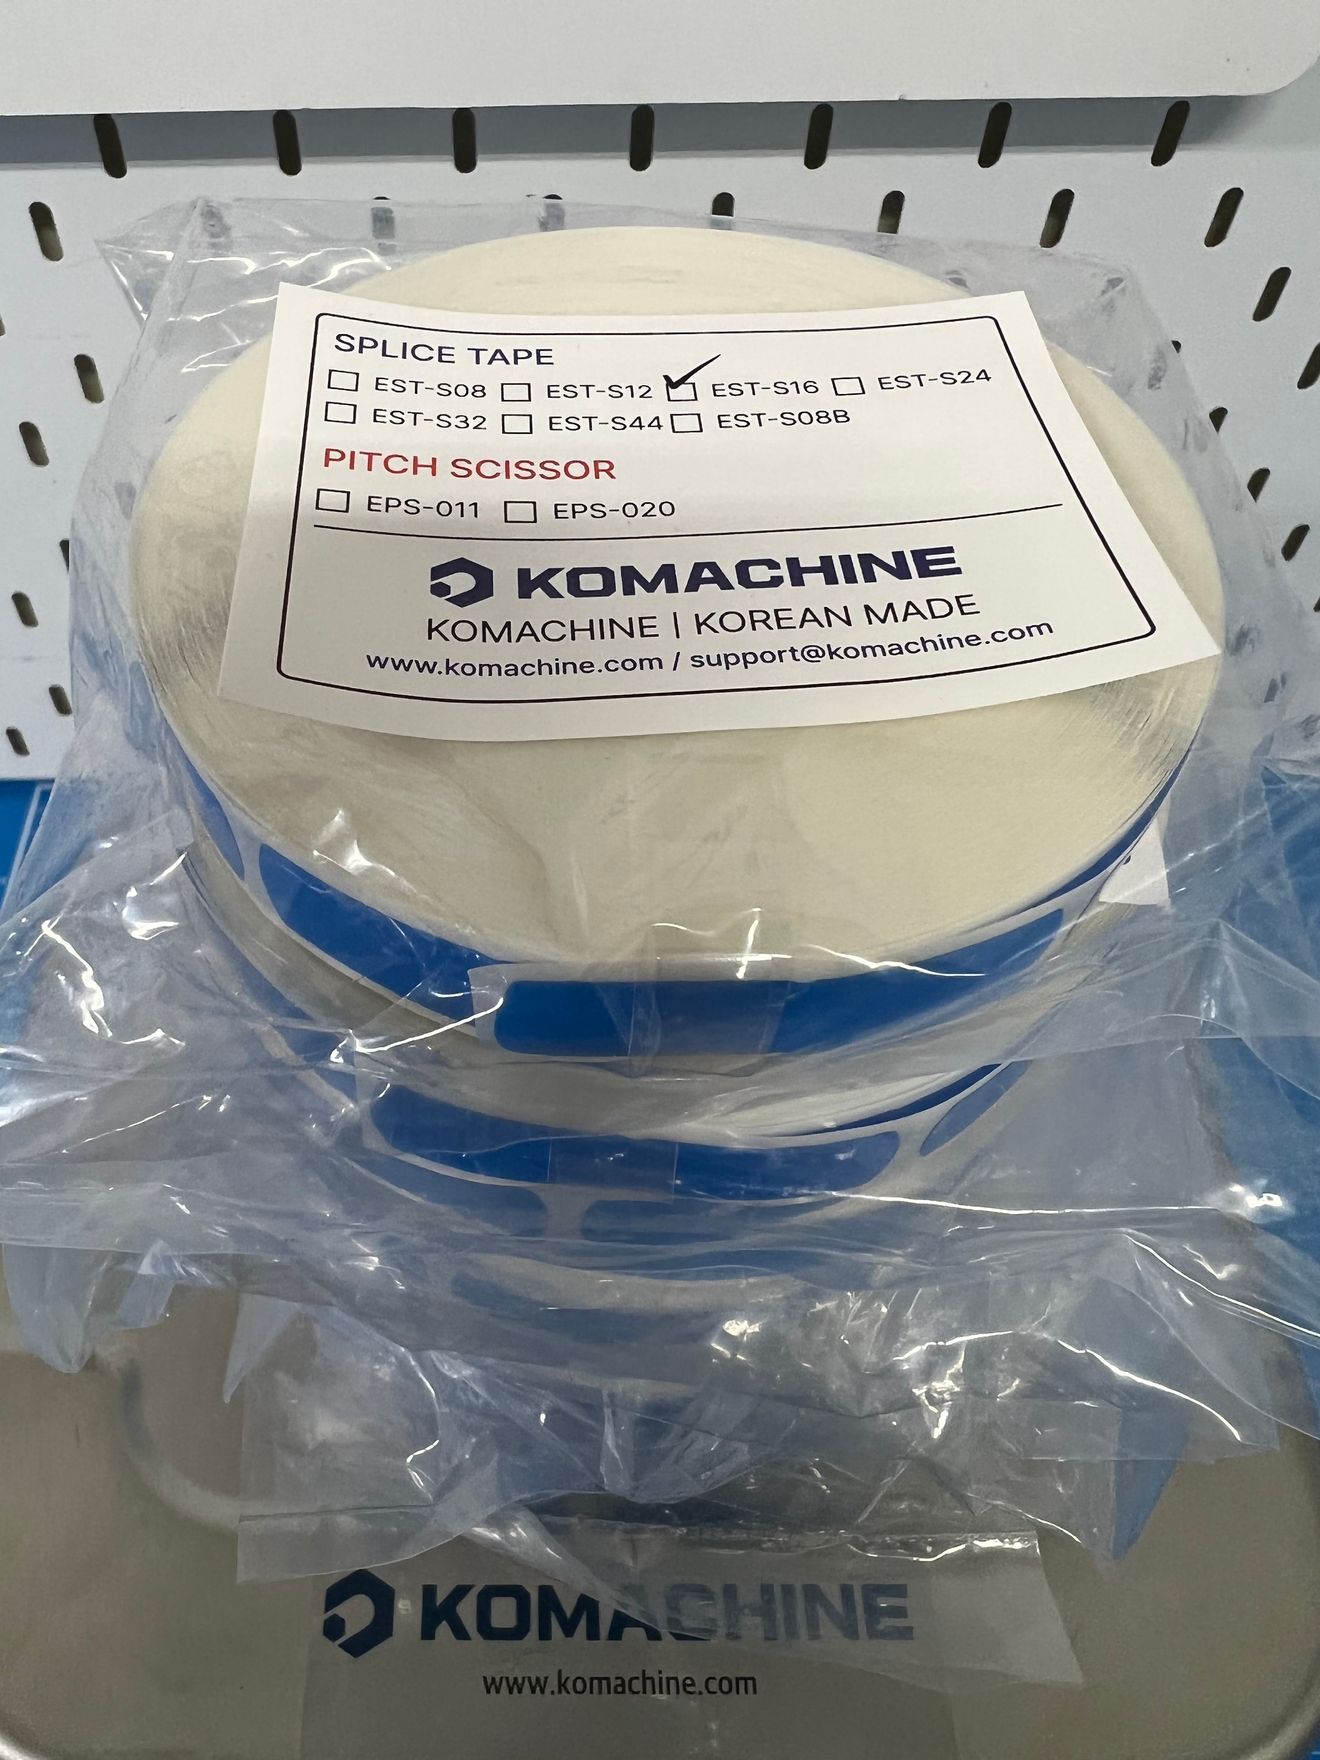 SPLICE TAPE
☐ EST-S08 ☐ EST-S12 ☑ EST-S16 ☐ EST-S24
☐ EST-S32 ☐ EST-S44 ☐ EST-S08B
PITCH SCISSOR
☐ EPS-011 ☐ EPS-020
KOMACHINE
KOMACHINE | KOREAN MADE
www.komachine.com / support@komachine.com
KOMACHINE
www.komachine.com